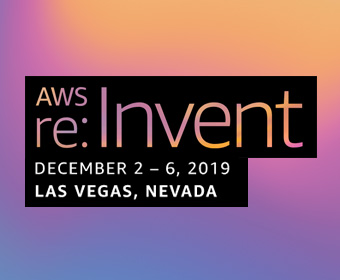 AWS
re:Invent
DECEMBER 2 – 6, 2019
LAS VEGAS, NEVADA